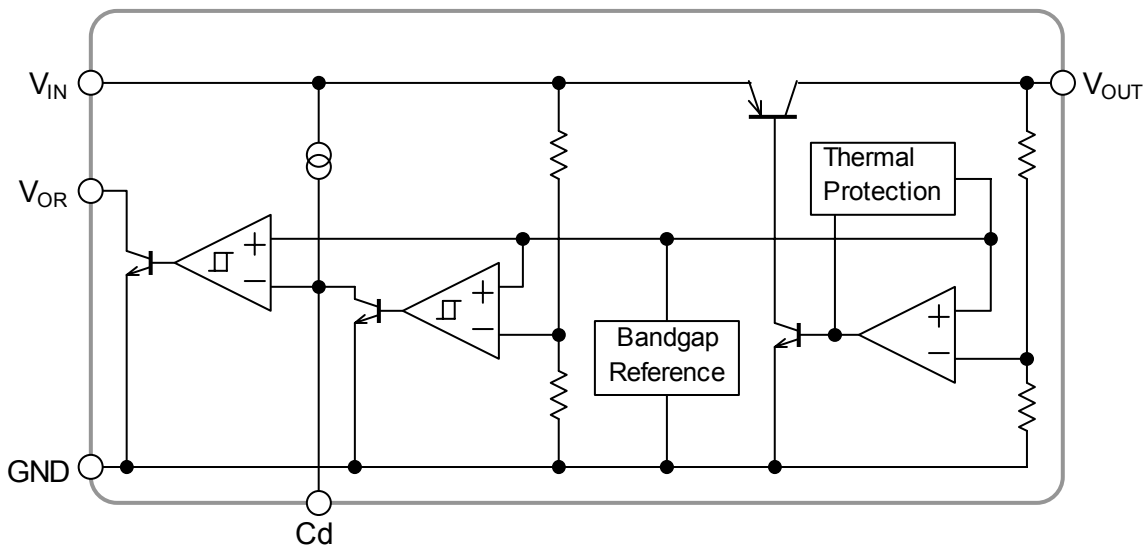 V_IN
V_OUT
Thermal
Protection
V_OR
+
−
+
−
+
−
Bandgap
Reference
GND
Cd